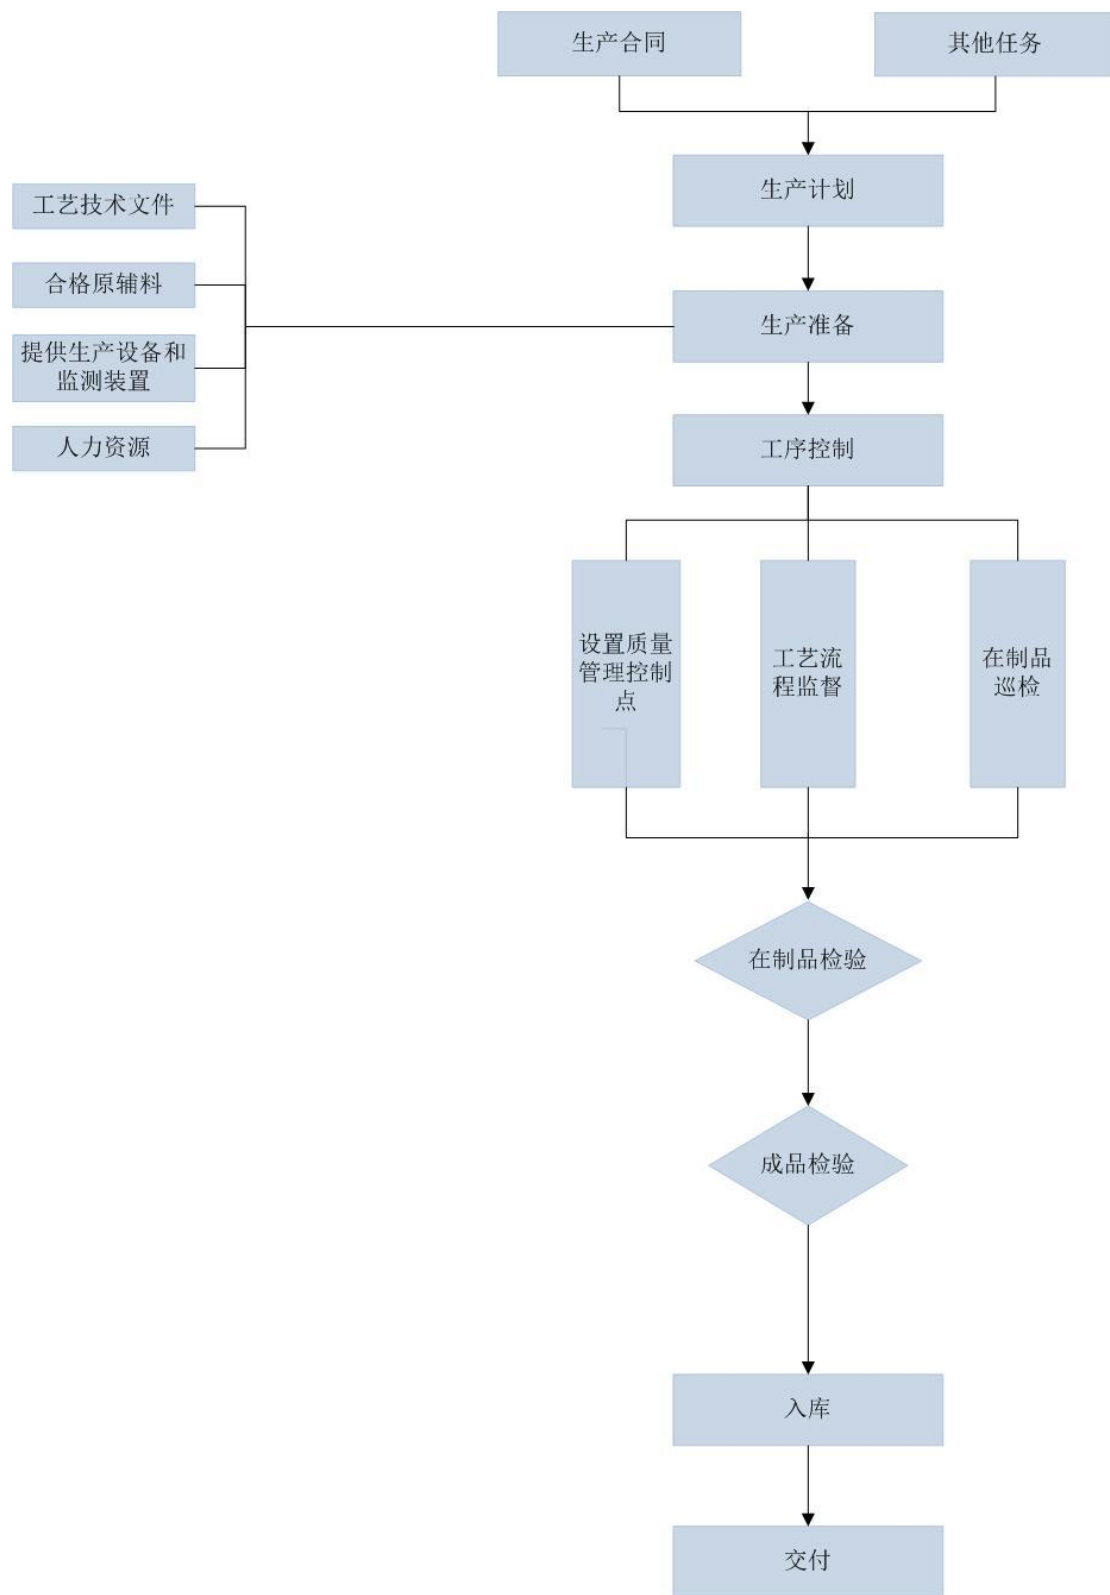 生产合同
其他任务
生产计划
工艺技术文件
合格原辅料
生产准备
提供生产设备和
监测装置
人力资源
工序控制
设置质量
管理控制
点
工艺流
程监督
在制品
巡检
在制品检验
成品检验
入库
交付